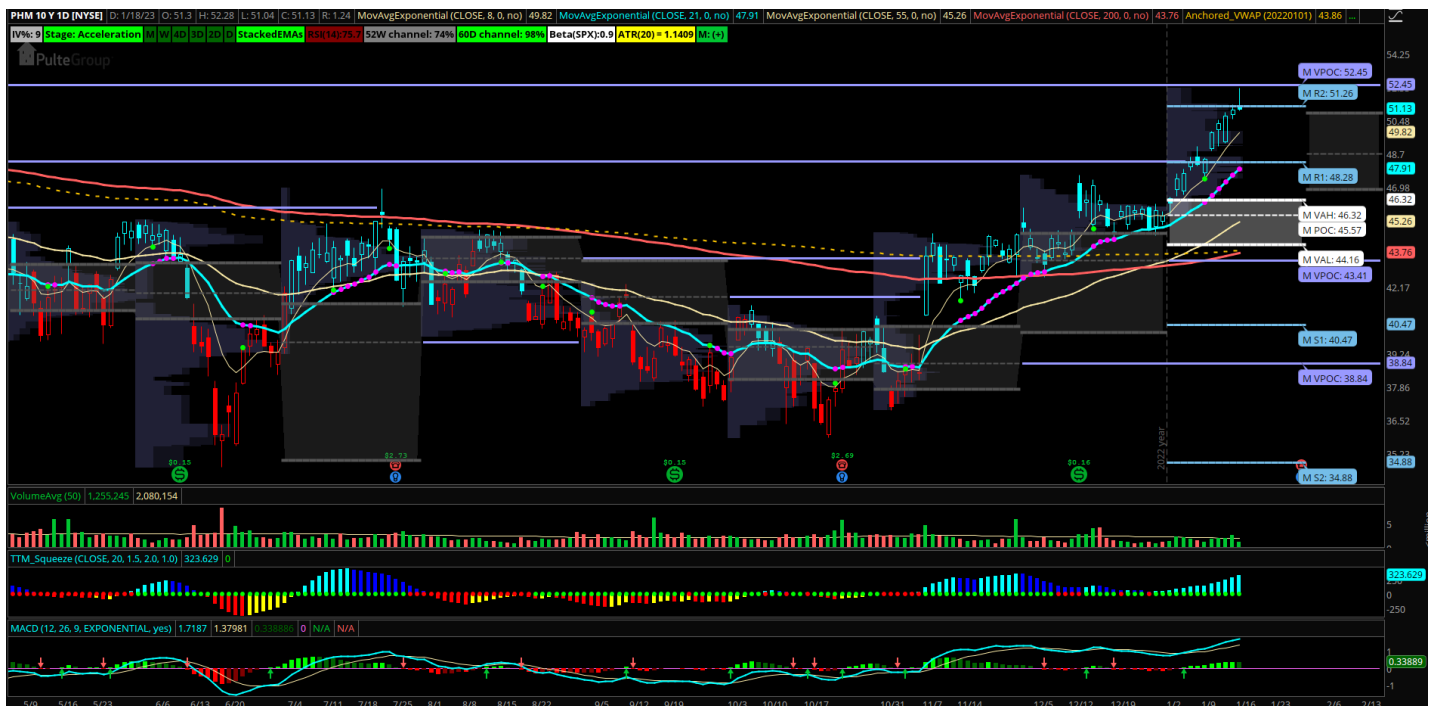 PHM 10 Y 1D [NYSE] D: 1/18/23 O: 51.3 H: 52.28 L: 51.04 C: 51.13 R: 1.24 MovAvgExponential (CLOSE, 8, 0, no) 49.82 MovAvgExponential (CLOSE, 21, 0, no) 47.91 MovAvgExponential (CLOSE, 55, 0, no) 45.26 MovAvgExponential (CLOSE, 200, 0, no) 43.76 Anchored_VWAP (20220101) 43.86 ...
IV%: 9 Stage: Acceleration M W 4D 3D 2D D StackedEMAs RSI(14):75.7 52W channel: 74% 60D channel: 98% Beta(SPX):0.9 ATR(20) = 1.1409 M: (+)
PulteGroup
54.25
M VPOC: 52.45
52.45
M R2: 51.26
51.13
50.48
49.82
48.7
47.91
M R1: 48.28
46.98
46.32
M VAH: 46.32
M POC: 45.57
45.26
43.76
M VAL: 44.16
M VPOC: 43.41
42.17
40.47
M S1: 40.47
39.24
38.84
M VPOC: 38.84
37.86
36.52
35.23
34.88
M S2: 34.88
2022 year
$0.15 $2.73 $0.15 $2.69 $0.16
VolumeAvg (50) 1,255,245 2,080,154
5
0
TTM_Squeeze (CLOSE, 20, 1.5, 2.0, 1.0) 323.629 0
323.629
0
-250
MACD (12, 26, 9, EXPONENTIAL, yes) 1.7187 1.37981 0.338886 0 N/A N/A
1
0.33889
-1
5/9 5/16 5/23 6/6 6/13 6/20 7/4 7/11 7/18 7/25 8/1 8/8 8/15 8/22 9/5 9/12 9/19 10/3 10/10 10/17 10/31 11/7 11/14 12/5 12/12 12/19 1/2 1/9 1/16 1/23 2/6 2/13